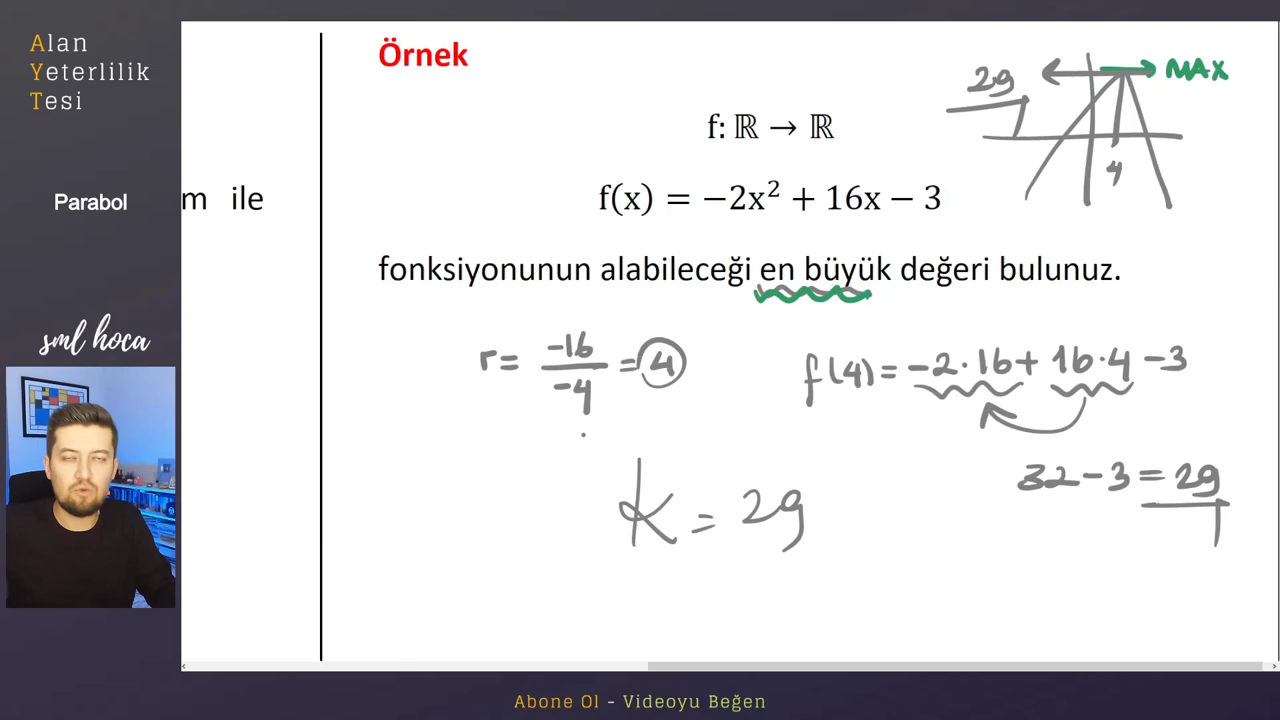 Alan
Yeterlilik
Tesi
Parabol
m ile
sml hoca
Örnek
f: ℝ → ℝ
f(x) = −2x² + 16x − 3
fonksiyonunun alabileceği en büyük değeri bulunuz.
29
MAX
4
r = -16/-4 = 4
f(4) = -2·16 + 16·4 - 3
32 - 3 = 29
K = 29
Abone Ol - Videoyu Beğen